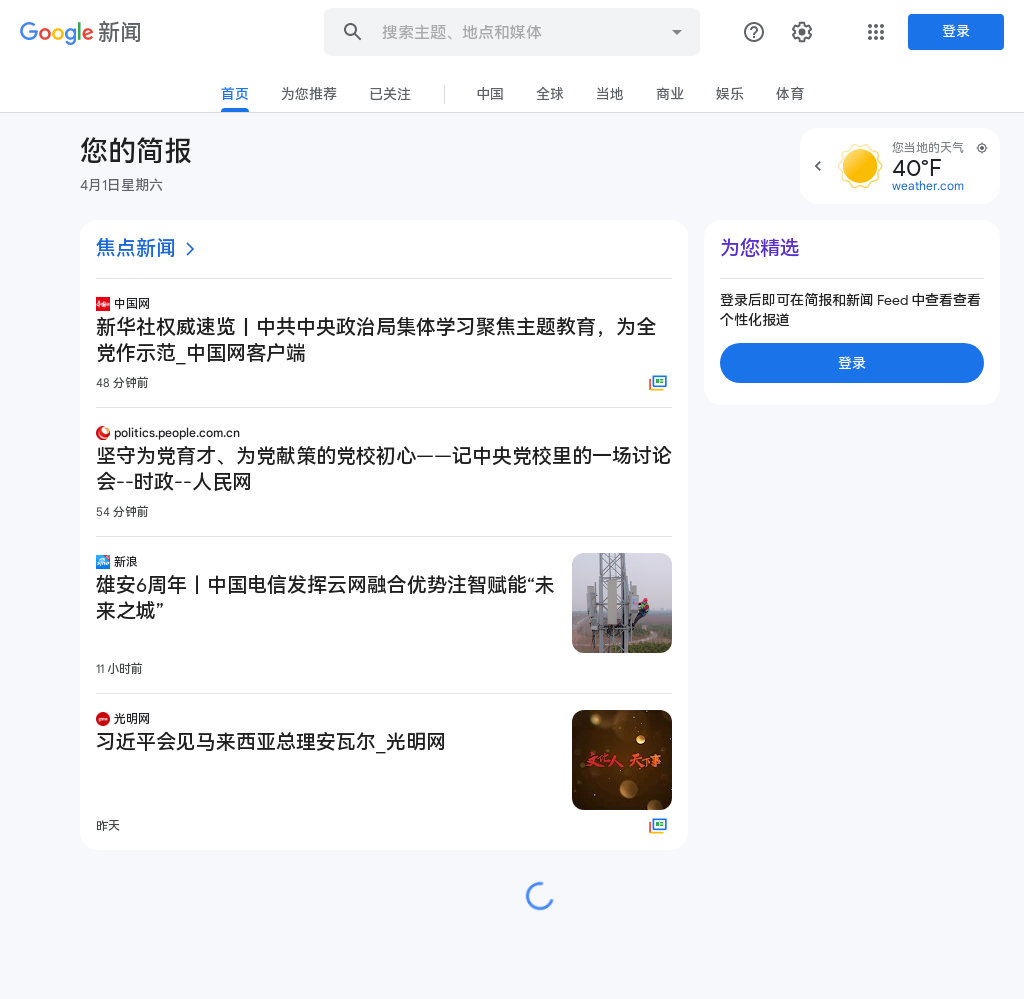 Google 新闻
搜索主题、地点和媒体
登录
首页 为您推荐 已关注 中国 全球 当地 商业 娱乐 体育
您的简报
4月1日星期六
您当地的天气
40°F
weather.com
焦点新闻
中国网
新华社权威速览丨中共中央政治局集体学习聚焦主题教育，为全
党作示范_中国网客户端
48 分钟前
politics.people.com.cn
坚守为党育才、为党献策的党校初心——记中央党校里的一场讨论
会--时政--人民网
54 分钟前
新浪
雄安6周年丨中国电信发挥云网融合优势注智赋能“未
来之城”
11 小时前
光明网
习近平会见马来西亚总理安瓦尔_光明网
文化人 天下事
昨天
为您精选
登录后即可在简报和新闻 Feed 中查看查看
个性化报道
登录